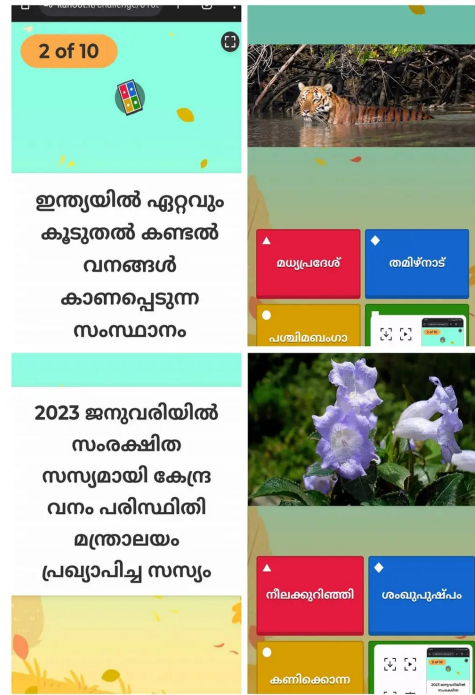 2 of 10
ഇന്ത്യയിൽ ഏറ്റവും
കൂടുതൽ കണ്ടൽ
വനങ്ങൾ
കാണപ്പെടുന്ന
സംസ്ഥാനം
മധ്യപ്രദേശ്
തമിഴ്നാട്
പശ്ചിമബംഗാ
2023 ജനുവരിയിൽ
സംരക്ഷിത
സസ്യമായി കേന്ദ്ര
വനം പരിസ്ഥിതി
മന്ത്രാലയം
പ്രഖ്യാപിച്ച സസ്യം
നീലക്കുറിഞ്ഞി
ശംഖുപുഷ്പം
കണിക്കൊന്ന